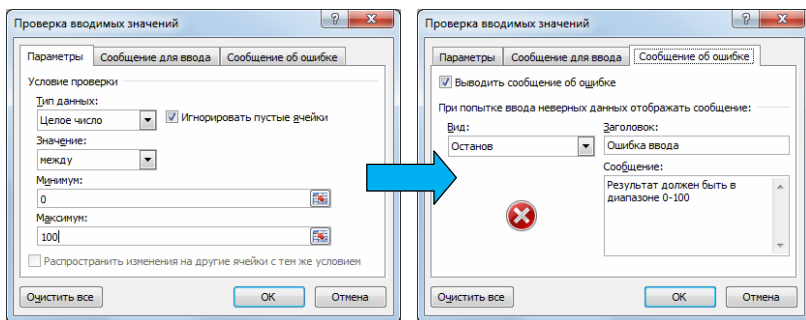 Проверка вводимых значений
Параметры Сообщение для ввода Сообщение об ошибке
Условие проверки
Тип данных:
Целое число Игнорировать пустые ячейки
Значение:
между
Минимум:
0
Максимум:
100
Распространить изменения на другие ячейки с тем же условием
Очистить все ОК Отмена
Проверка вводимых значений
Параметры Сообщение для ввода Сообщение об ошибке
Выводить сообщение об ошибке
При попытке ввода неверных данных отображать сообщение:
Вид: Заголовок:
Останов Ошибка ввода
Сообщение:
Результат должен быть в
диапазоне 0-100
Очистить все ОК Отмена